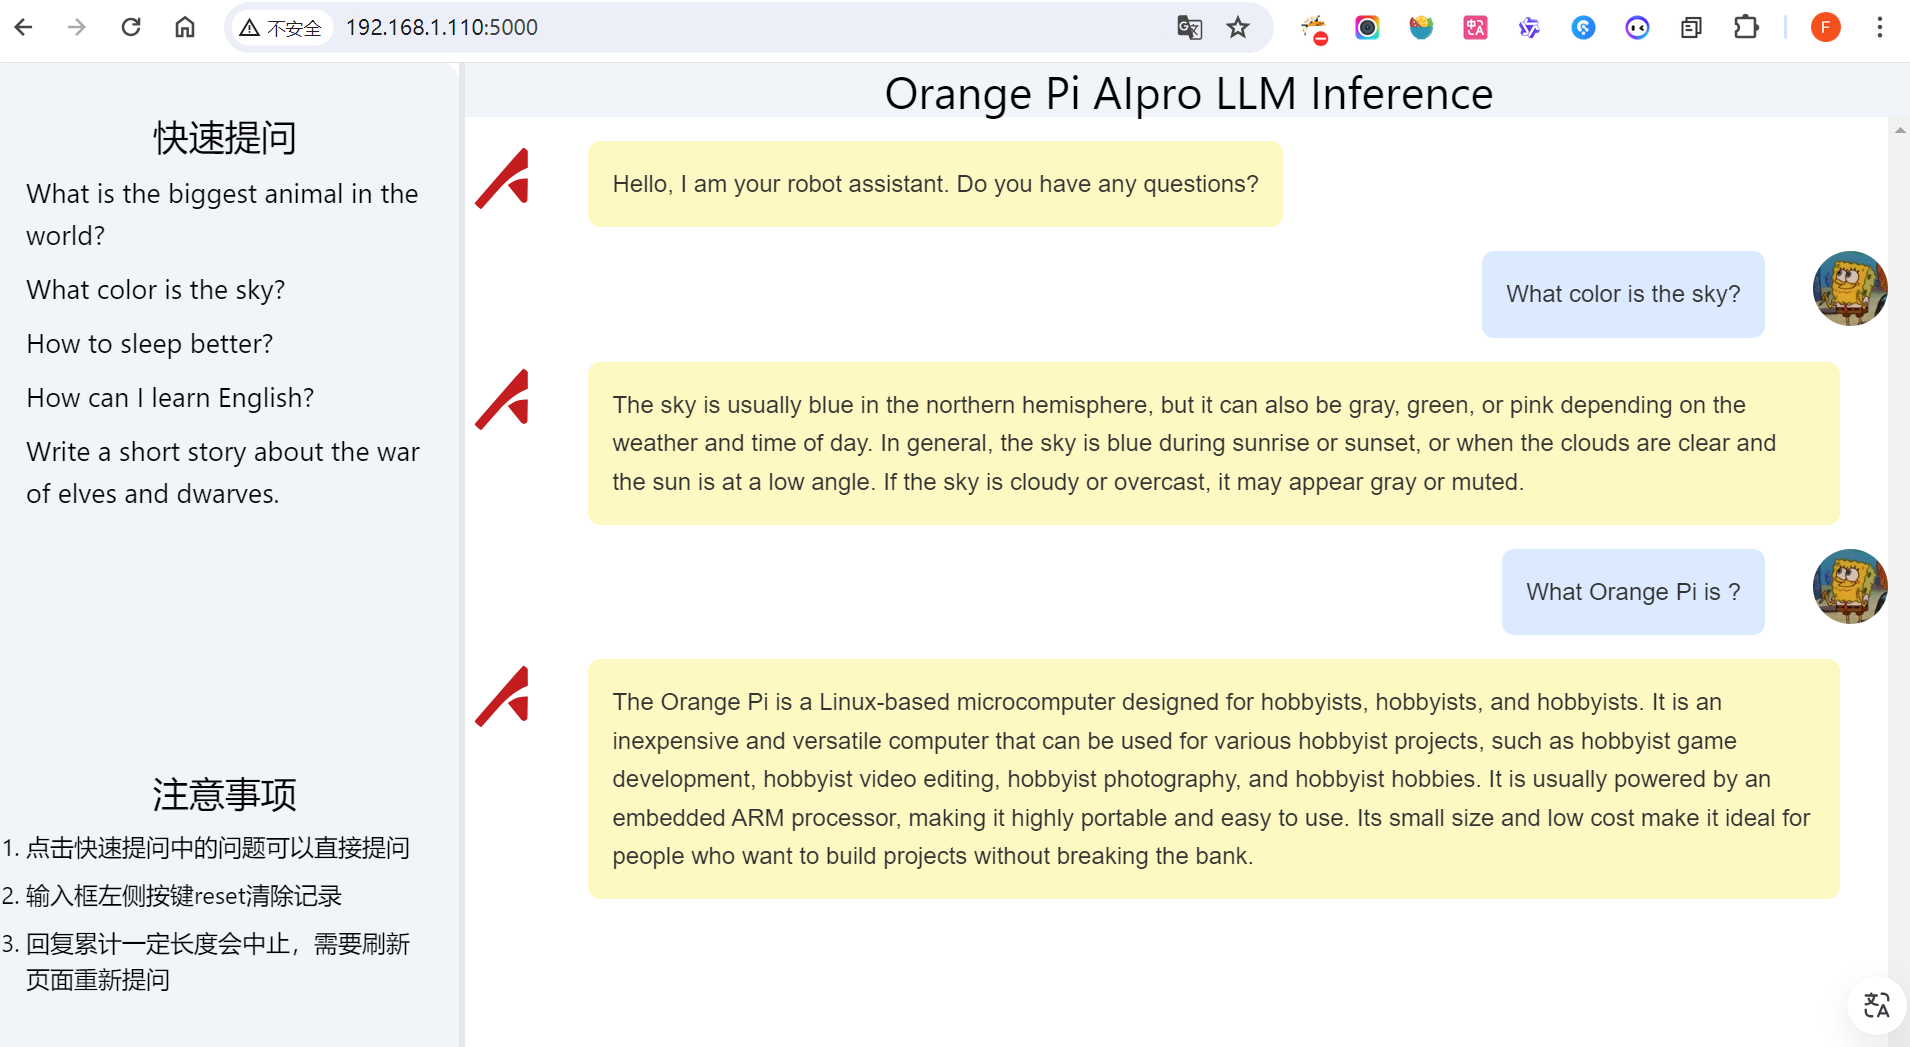 不安全
192.168.1.110:5000
F
Orange Pi AIpro LLM Inference
快速提问
What is the biggest animal in the
world?
What color is the sky?
How to sleep better?
How can I learn English?
Write a short story about the war
of elves and dwarves.
注意事项
1. 点击快速提问中的问题可以直接提问
2. 输入框左侧按键reset清除记录
3. 回复累计一定长度会中止，需要刷新
页面重新提问
Hello, I am your robot assistant. Do you have any questions?
What color is the sky?
The sky is usually blue in the northern hemisphere, but it can also be gray, green, or pink depending on the
weather and time of day. In general, the sky is blue during sunrise or sunset, or when the clouds are clear and
the sun is at a low angle. If the sky is cloudy or overcast, it may appear gray or muted.
What Orange Pi is ?
The Orange Pi is a Linux-based microcomputer designed for hobbyists, hobbyists, and hobbyists. It is an
inexpensive and versatile computer that can be used for various hobbyist projects, such as hobbyist game
development, hobbyist video editing, hobbyist photography, and hobbyist hobbies. It is usually powered by an
embedded ARM processor, making it highly portable and easy to use. Its small size and low cost make it ideal for
people who want to build projects without breaking the bank.